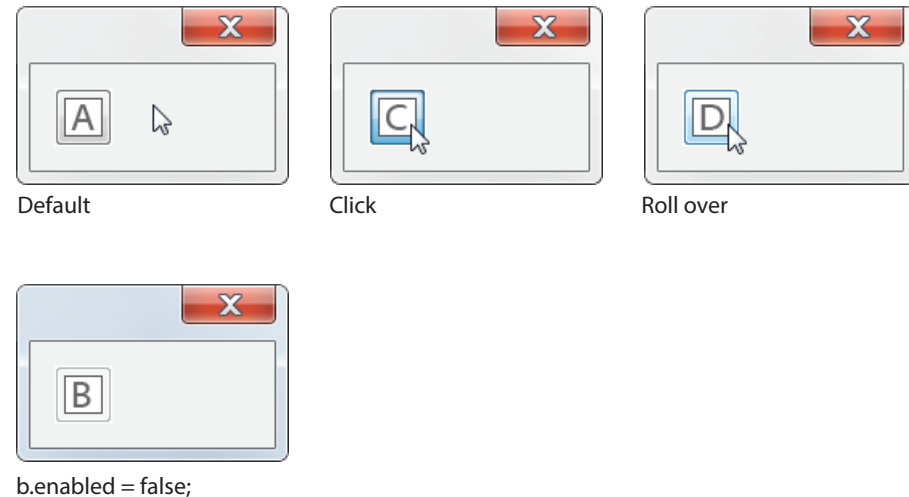 A
Default
C
Click
D
Roll over
B
b.enabled = false;